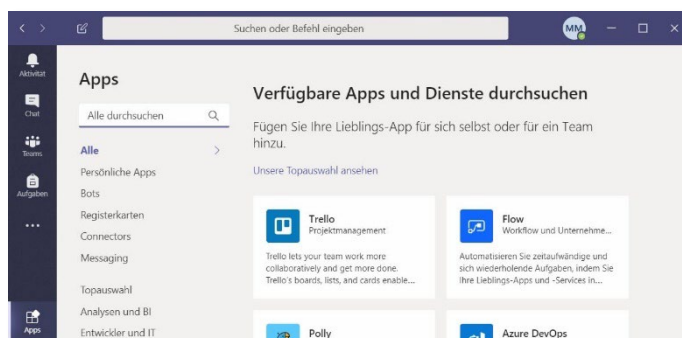 Suchen oder Befehl eingeben
MM
Aktivität
Chat
Teams
Aufgaben
Apps
Apps
Alle durchsuchen
Alle
Persönliche Apps
Bots
Registerkarten
Connectors
Messaging
Topauswahl
Analysen und BI
Entwickler und IT
Verfügbare Apps und Dienste durchsuchen
Fügen Sie Ihre Lieblings-App für sich selbst oder für ein Team
hinzu.
Unsere Topauswahl ansehen
Trello
Projektmanagement
Trello lets your team work more
collaboratively and get more done.
Trello's boards, lists, and cards enable...
Flow
Workflow und Unternehme...
Automatisieren Sie zeitaufwändige und
sich wiederholende Aufgaben, indem Sie
Ihre Lieblings-Apps und -Services in...
Polly
Azure DevOps